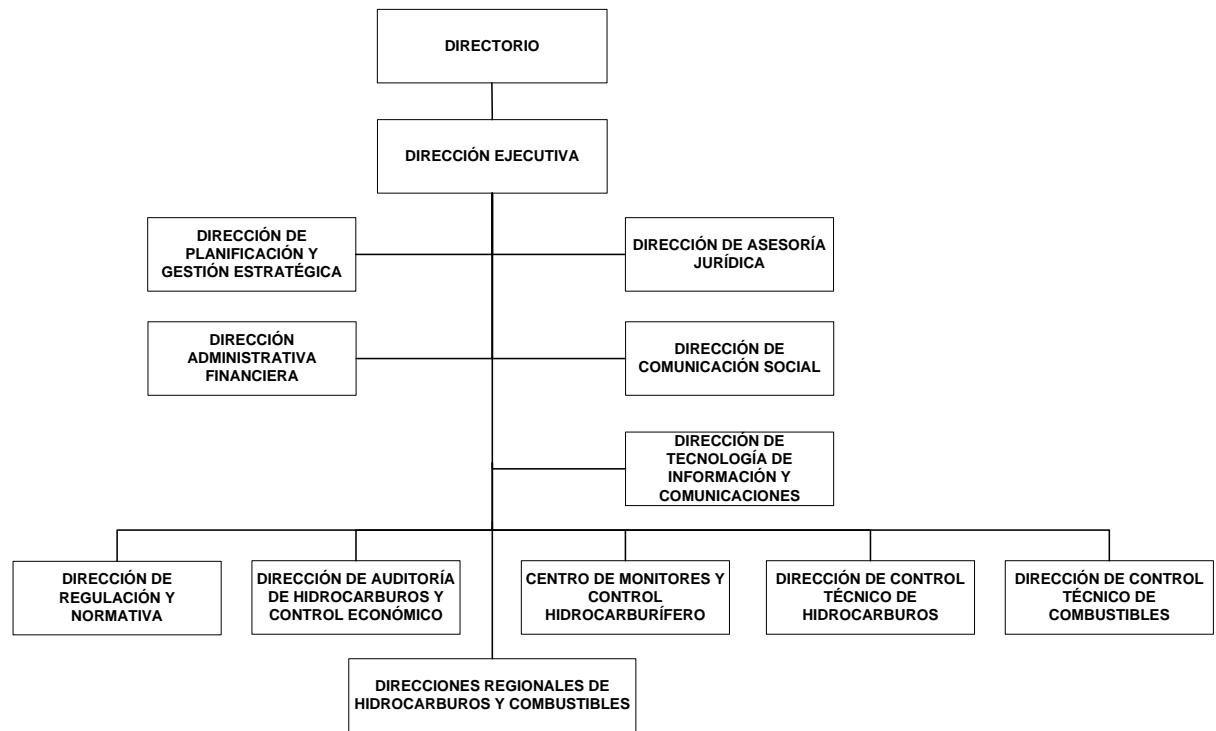 DIRECTORIO
DIRECCIÓN EJECUTIVA
DIRECCIÓN DE
PLANIFICACIÓN Y
GESTIÓN ESTRATÉGICA
DIRECCIÓN DE ASESORÍA
JURÍDICA
DIRECCIÓN
ADMINISTRATIVA
FINANCIERA
DIRECCIÓN DE
COMUNICACIÓN SOCIAL
DIRECCIÓN DE
TECNOLOGÍA DE
INFORMACIÓN Y
COMUNICACIONES
DIRECCIÓN DE
REGULACIÓN Y
NORMATIVA
DIRECCIÓN DE AUDITORÍA
DE HIDROCARBUROS Y
CONTROL ECONÓMICO
CENTRO DE MONITORES Y
CONTROL
HIDROCARBURÍFERO
DIRECCIÓN DE CONTROL
TÉCNICO DE
HIDROCARBUROS
DIRECCIÓN DE CONTROL
TÉCNICO DE
COMBUSTIBLES
DIRECCIONES REGIONALES DE
HIDROCARBUROS Y COMBUSTIBLES